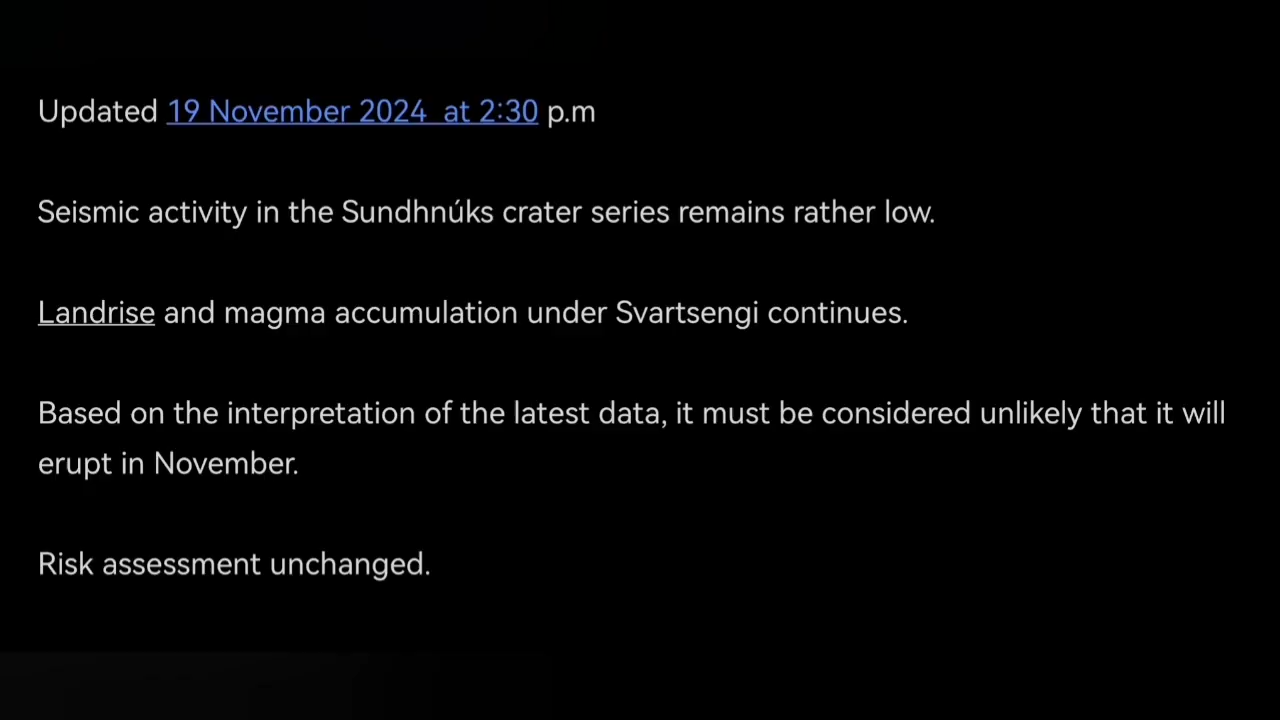 Updated 19 November 2024  at 2:30 p.m
Seismic activity in the Sundhnúks crater series remains rather low.
Landrise and magma accumulation under Svartsengi continues.
Based on the interpretation of the latest data, it must be considered unlikely that it will
erupt in November.
Risk assessment unchanged.